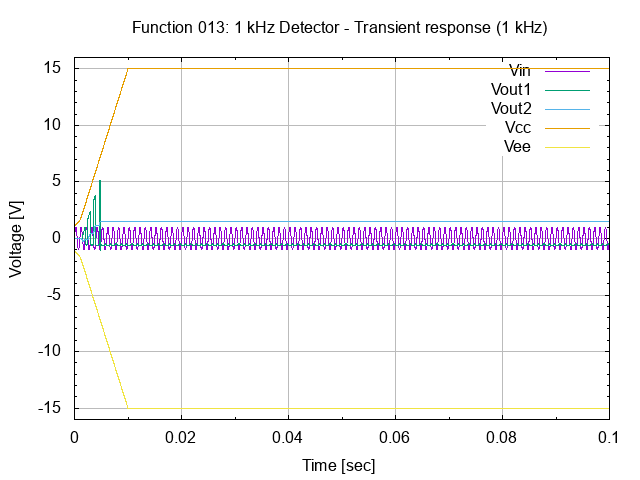 Function 013: 1 kHz Detector - Transient response (1 kHz)
15
10
5
0
-5
-10
-15
Voltage [V]
Vin
Vout1
Vout2
Vcc
Vee
0
0.02
0.04
0.06
0.08
0.1
Time [sec]